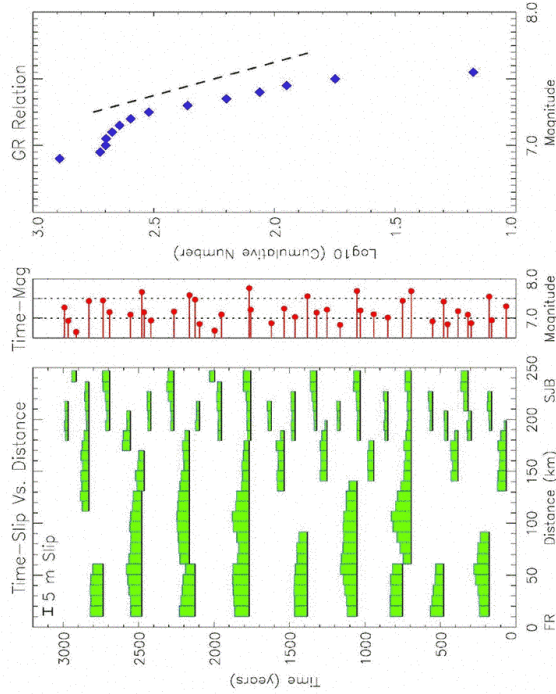 Time-Slip Vs. Distance
5 m Slip
Time (years)
3000
2500
2000
1500
1000
500
0
0
50
100
150
200
250
FR
Distance (km)
SJB
Time-Mag
7.0
8.0
Magnitude
GR Relation
Log10 (Cumulative Number)
3.0
2.5
2.0
1.5
1.0
7.0
8.0
Magnitude